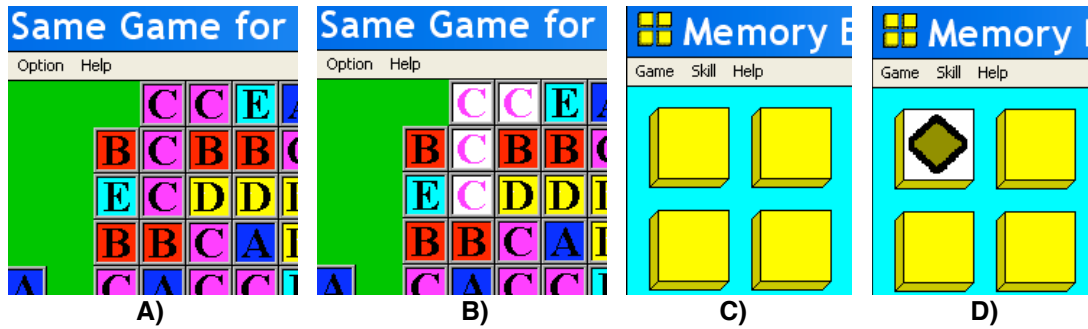 Same Game for
Option Help
C C E A
B C B B C
E C D D
B B C A
A C A C C
A)
Same Game for
Option Help
C C E A
B C B B C
E C D D
B B C A
A C A C C
B)
Memory
Game Skill Help
C)
Memory
Game Skill Help
D)